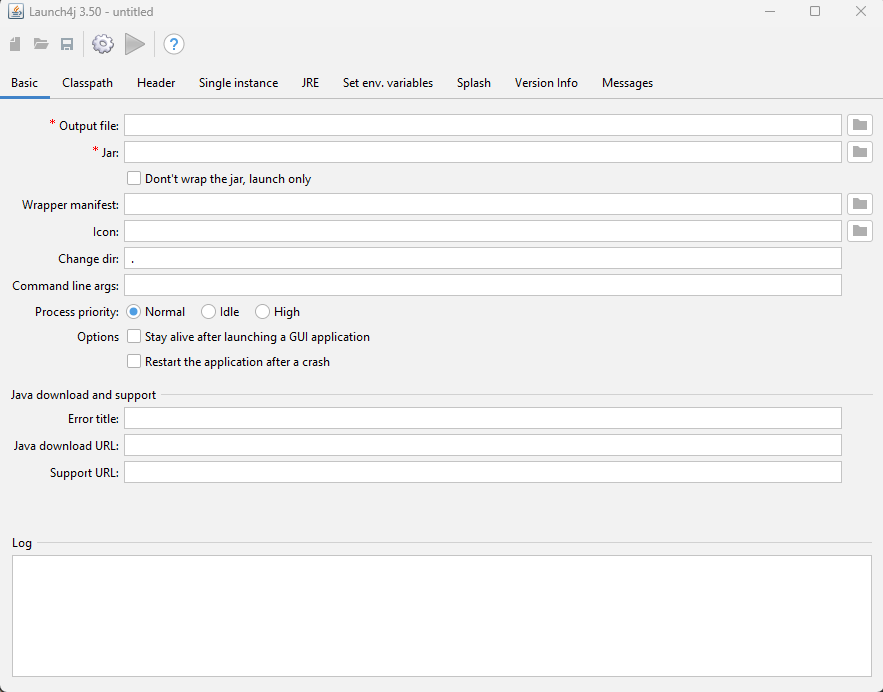 Launch4j 3.50 - untitled
?
Basic Classpath Header Single instance JRE Set env. variables Splash Version Info Messages
* Output file:
* Jar:
Dont't wrap the jar, launch only
Wrapper manifest:
Icon:
Change dir: .
Command line args:
Process priority: Normal Idle High
Options Stay alive after launching a GUI application
Restart the application after a crash
Java download and support
Error title:
Java download URL:
Support URL:
Log